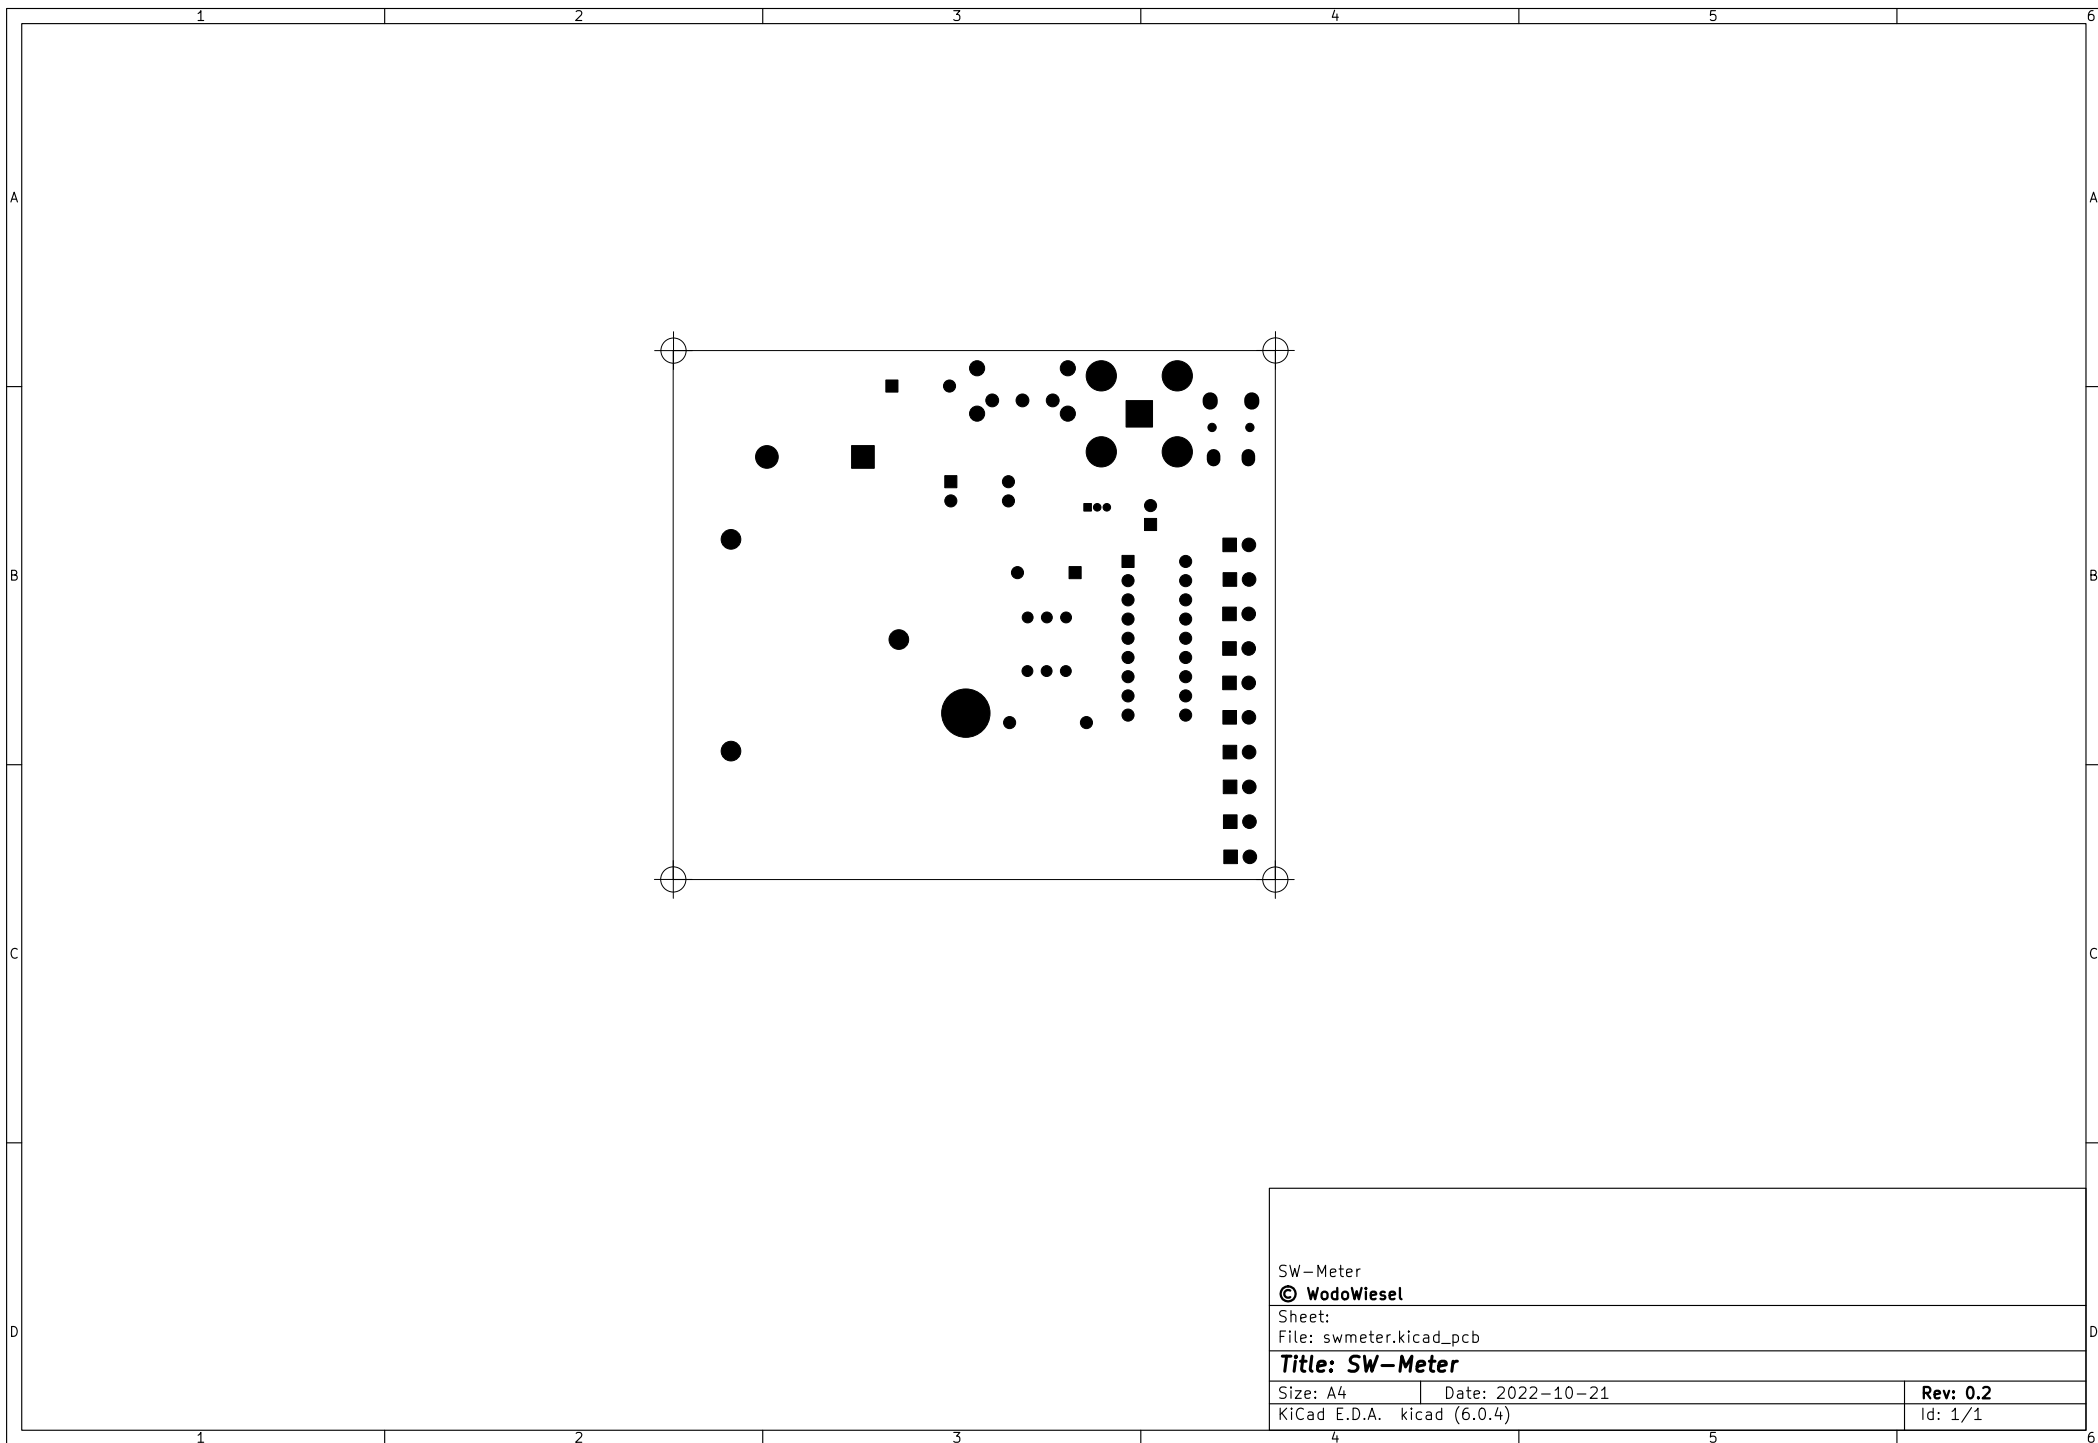 1 2 3 4 5 6
A A
B B
C C
D D
SW-Meter
© WodoWiesel
Sheet:
File: swmeter.kicad_pcb
Title: SW-Meter
Size: A4 Date: 2022-10-21 Rev: 0.2
KiCad E.D.A. kicad (6.0.4) Id: 1/1
1 2 3 4 5 6